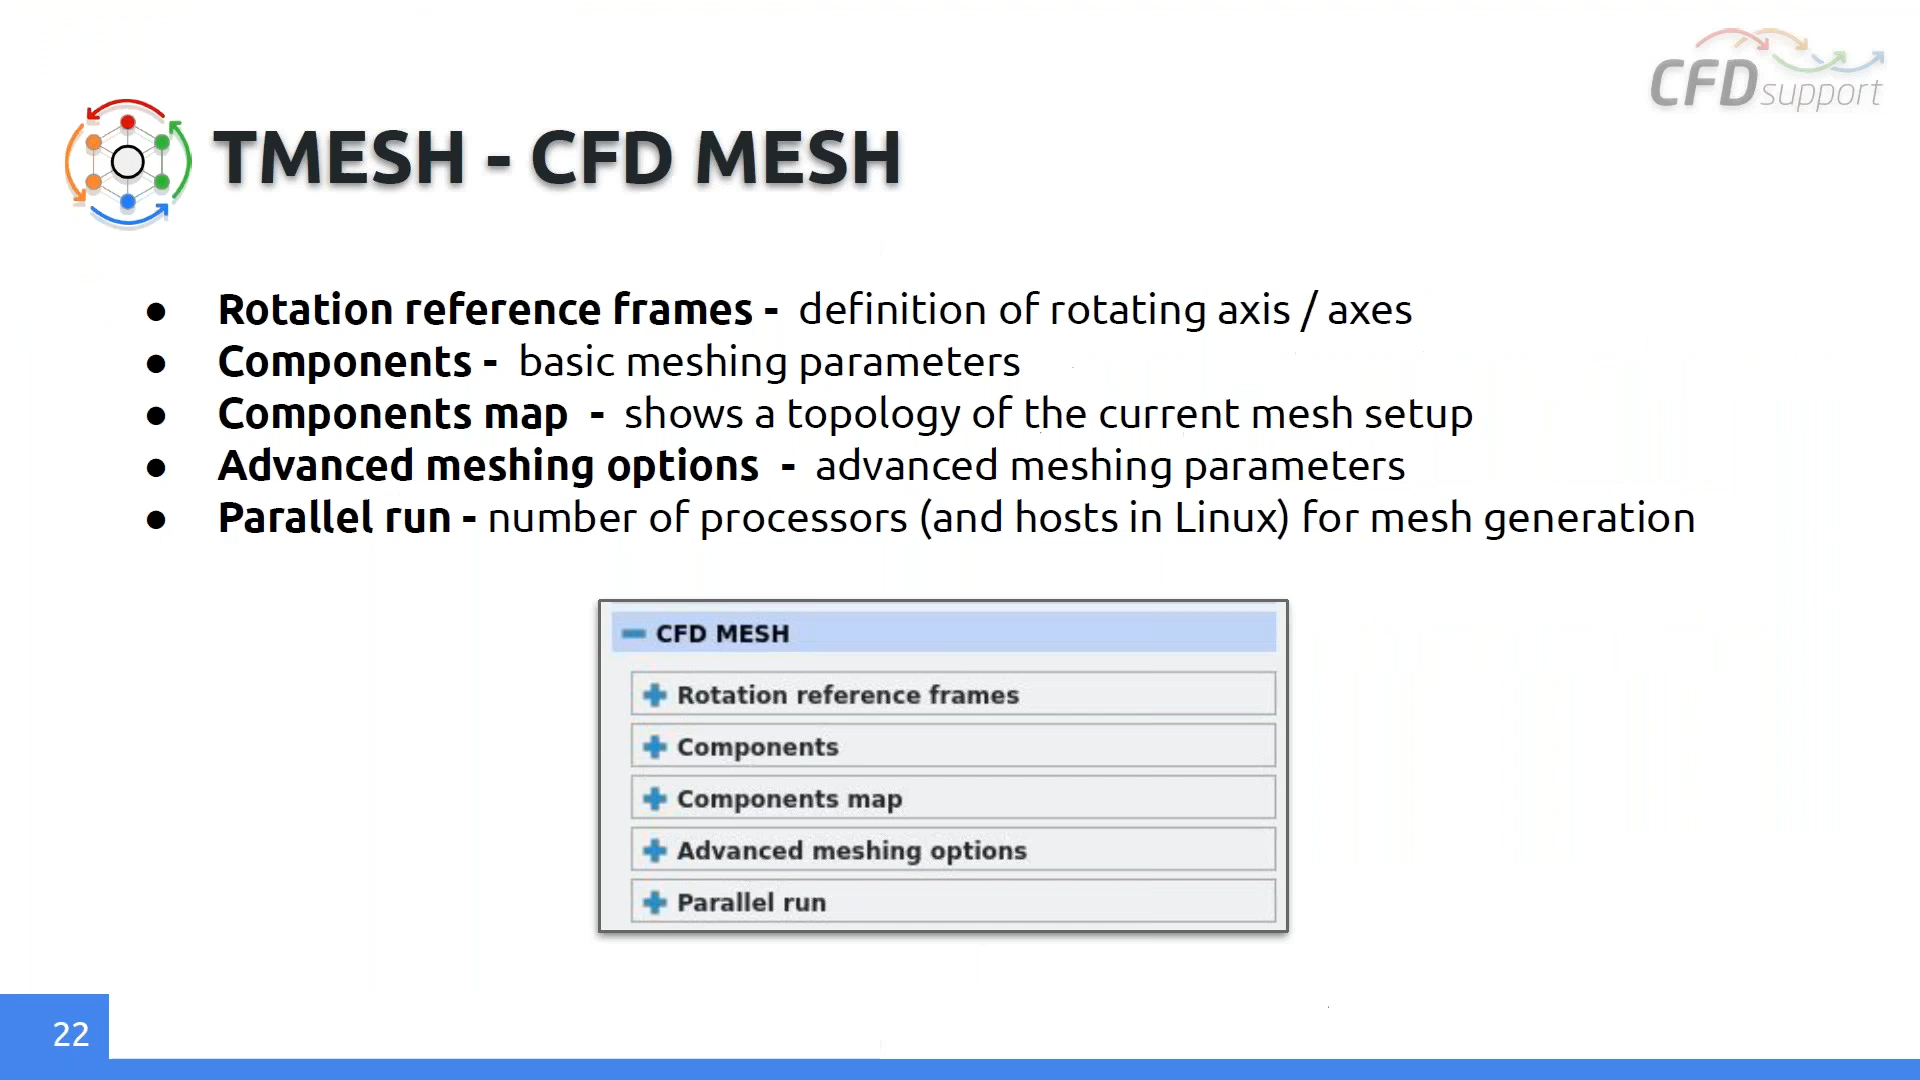 CFD support
TMESH - CFD MESH
● Rotation reference frames - definition of rotating axis / axes
● Components - basic meshing parameters
● Components map - shows a topology of the current mesh setup
● Advanced meshing options - advanced meshing parameters
● Parallel run - number of processors (and hosts in Linux) for mesh generation
CFD MESH
Rotation reference frames
Components
Components map
Advanced meshing options
Parallel run
22